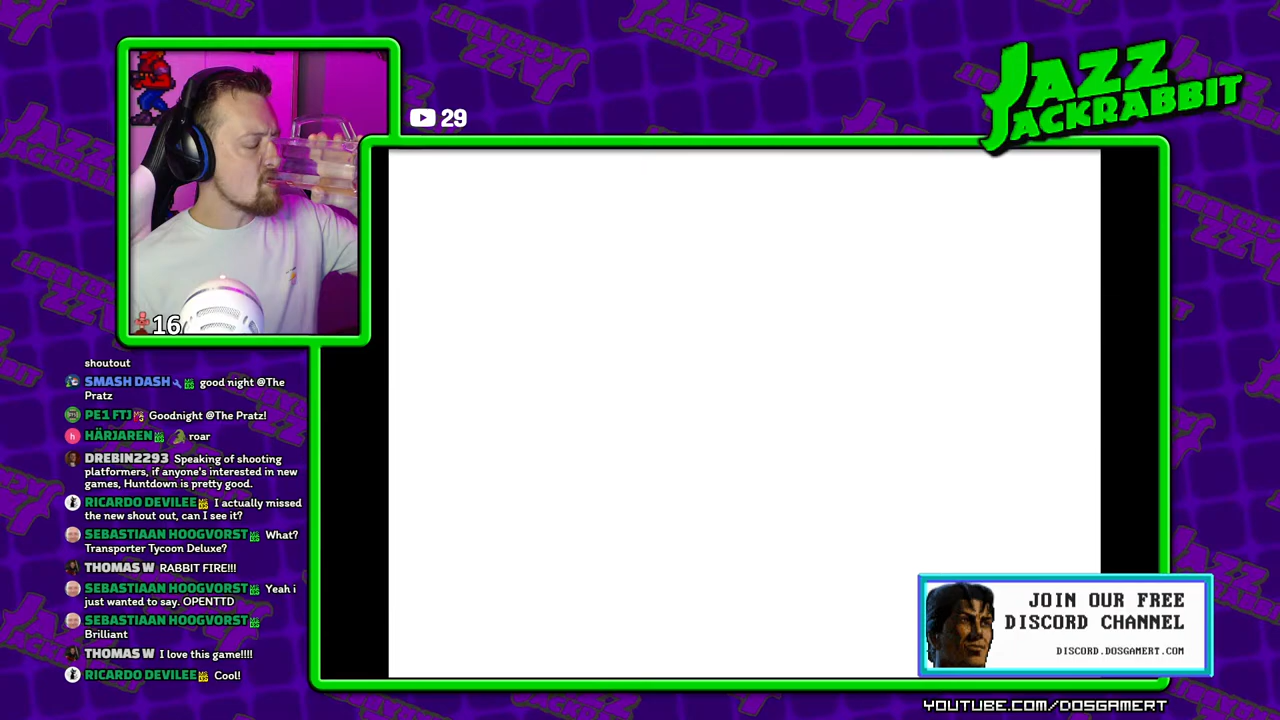 JAZZ
JACKRABBIT
29
16
shoutout
SMASH DASH good night @The
Pratz
PE1 FTJ Goodnight @The Pratz!
HÄRJAREN roar
DREBIN2293 Speaking of shooting
platformers, if anyone's interested in new
games, Huntdown is pretty good.
RICARDO DEVILEE I actually missed
the new shout out, can I see it?
SEBASTIAAN HOOGVORST What?
Transporter Tycoon Deluxe?
THOMAS W RABBIT FIRE!!!
SEBASTIAAN HOOGVORST Yeah i
just wanted to say. OPENTTD
SEBASTIAAN HOOGVORST
Brilliant
THOMAS W I love this game!!!!
RICARDO DEVILEE Cool!
JOIN OUR FREE
DISCORD CHANNEL
DISCORD.DOSGAMERT.COM
YOUTUBE.COM/DOSGAMERT